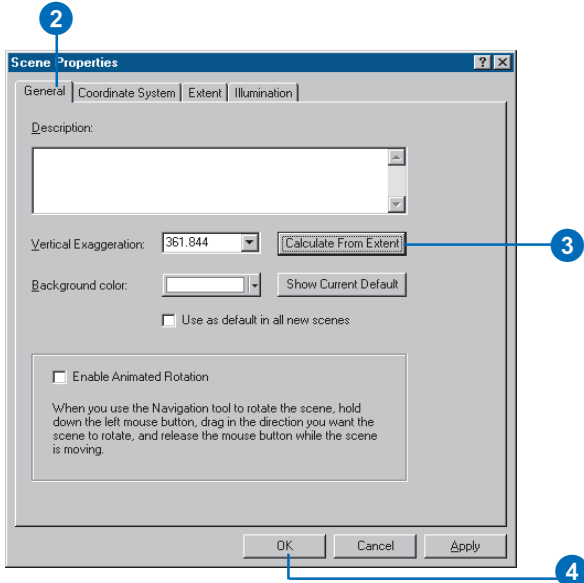 2
Scene Properties
General Coordinate System Extent Illumination
Description:
Vertical Exaggeration: 361.844 Calculate From Extent
3
Background color: Show Current Default
Use as default in all new scenes
Enable Animated Rotation
When you use the Navigation tool to rotate the scene, hold
down the left mouse button, drag in the direction you want the
scene to rotate, and release the mouse button while the scene
is moving.
OK Cancel Apply
4